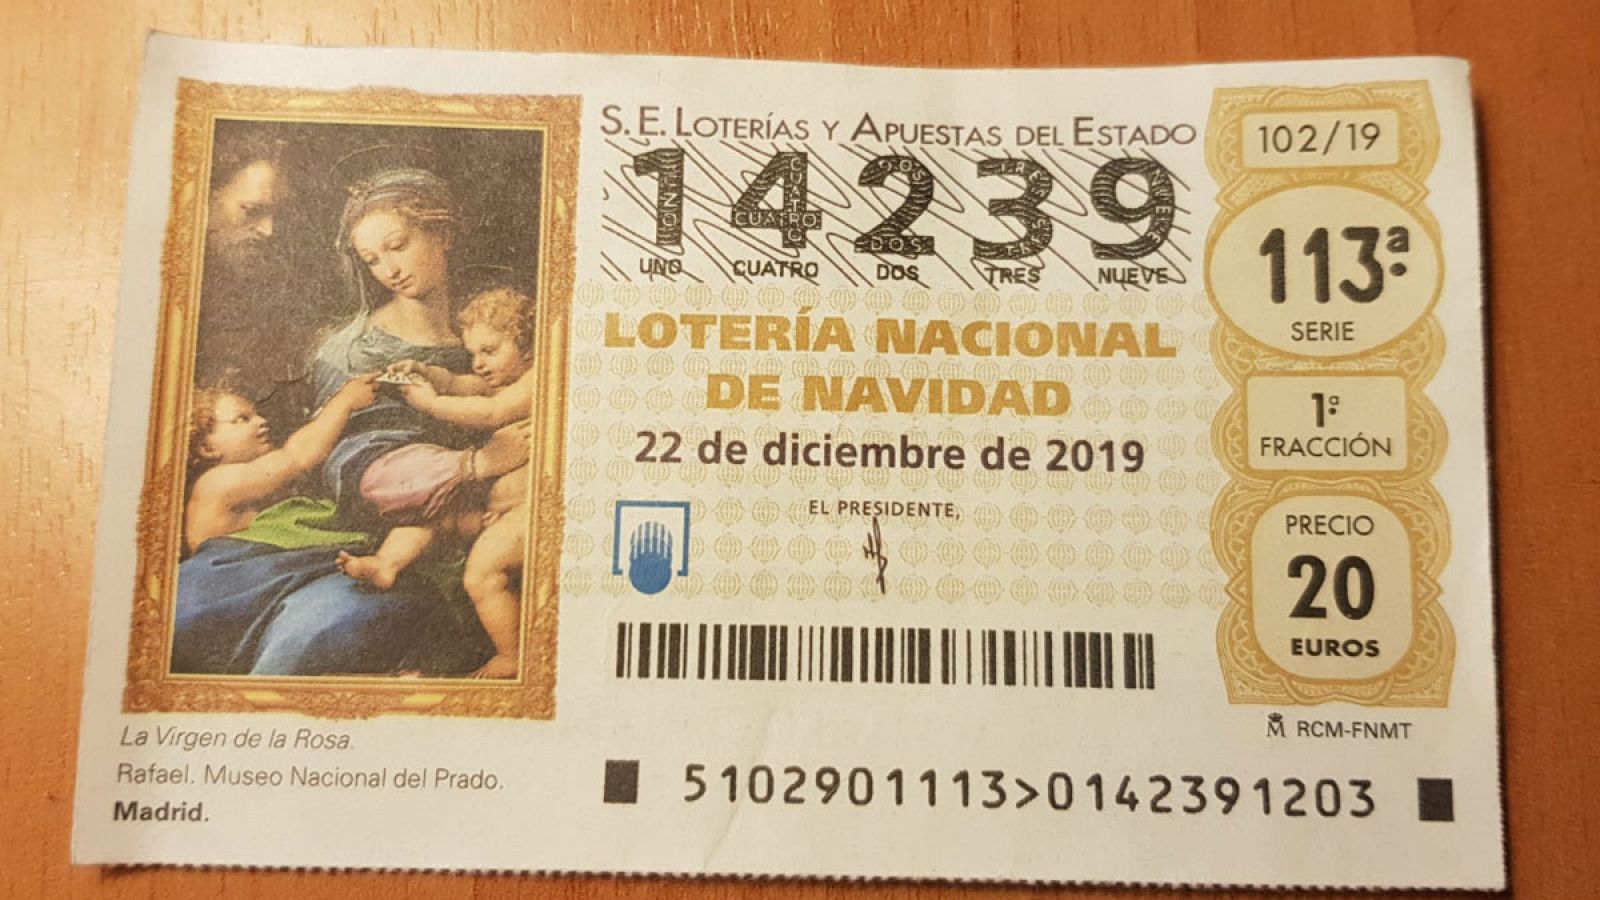 S. E. LOTERÍAS Y APUESTAS DEL ESTADO
14239
UNO CUATRO DOS TRES NUEVE
LOTERÍA NACIONAL
DE NAVIDAD
22 de diciembre de 2019
EL PRESIDENTE,
102/19
113ª
SERIE
1ª
FRACCIÓN
PRECIO
20
EUROS
RCM-FNMT
5102901113>0142391203
La Virgen de la Rosa.
Rafael. Museo Nacional del Prado.
Madrid.